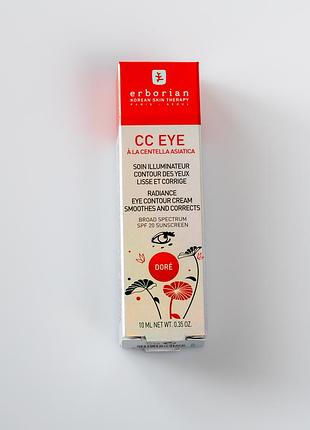 erborian
KOREAN SKIN THERAPY
PARIS - SEOUL
CC EYE
À LA CENTELLA ASIATICA
SOIN ILLUMINATEUR
CONTOUR DES YEUX
LISSE ET CORRIGE
RADIANCE
EYE CONTOUR CREAM
SMOOTHES AND CORRECTS
BROAD SPECTRUM
SPF 20 SUNSCREEN
DORÉ
10 ML NET WT. 0.35 OZ.